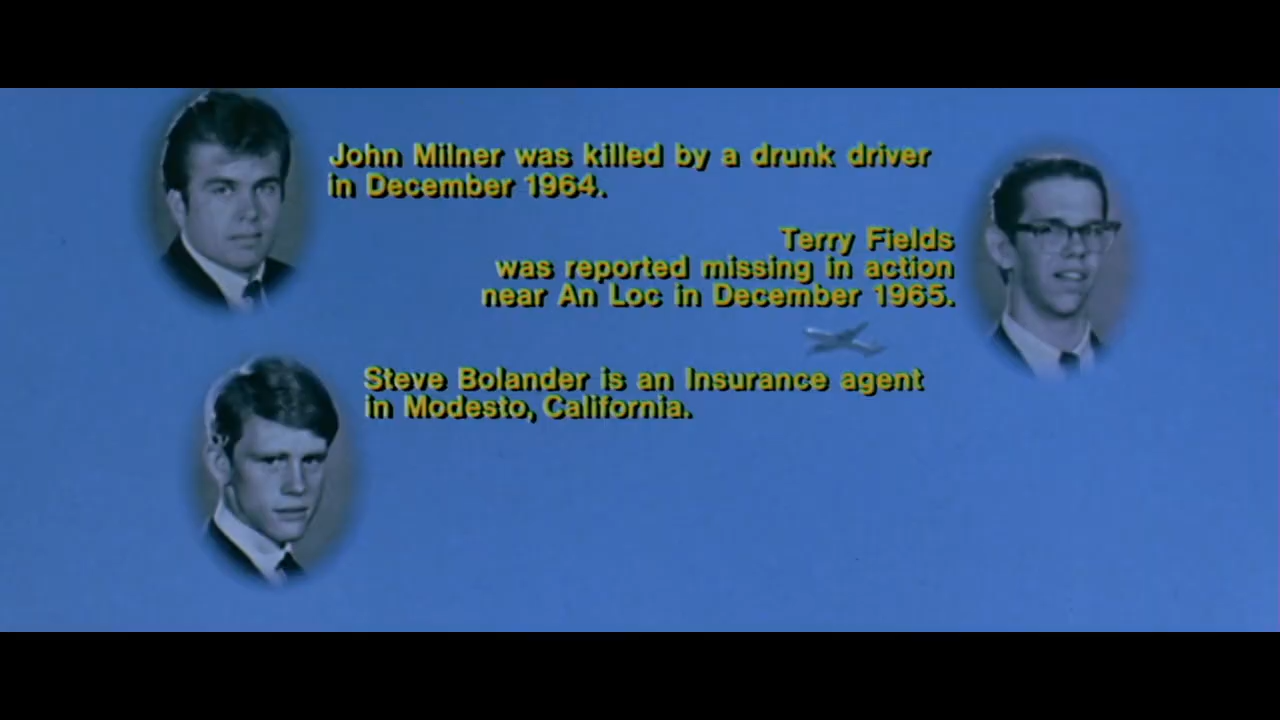 John Milner was killed by a drunk driver
in December 1964.
Terry Fields
was reported missing in action
near An Loc in December 1965.
Steve Bolander is an Insurance agent
in Modesto, California.